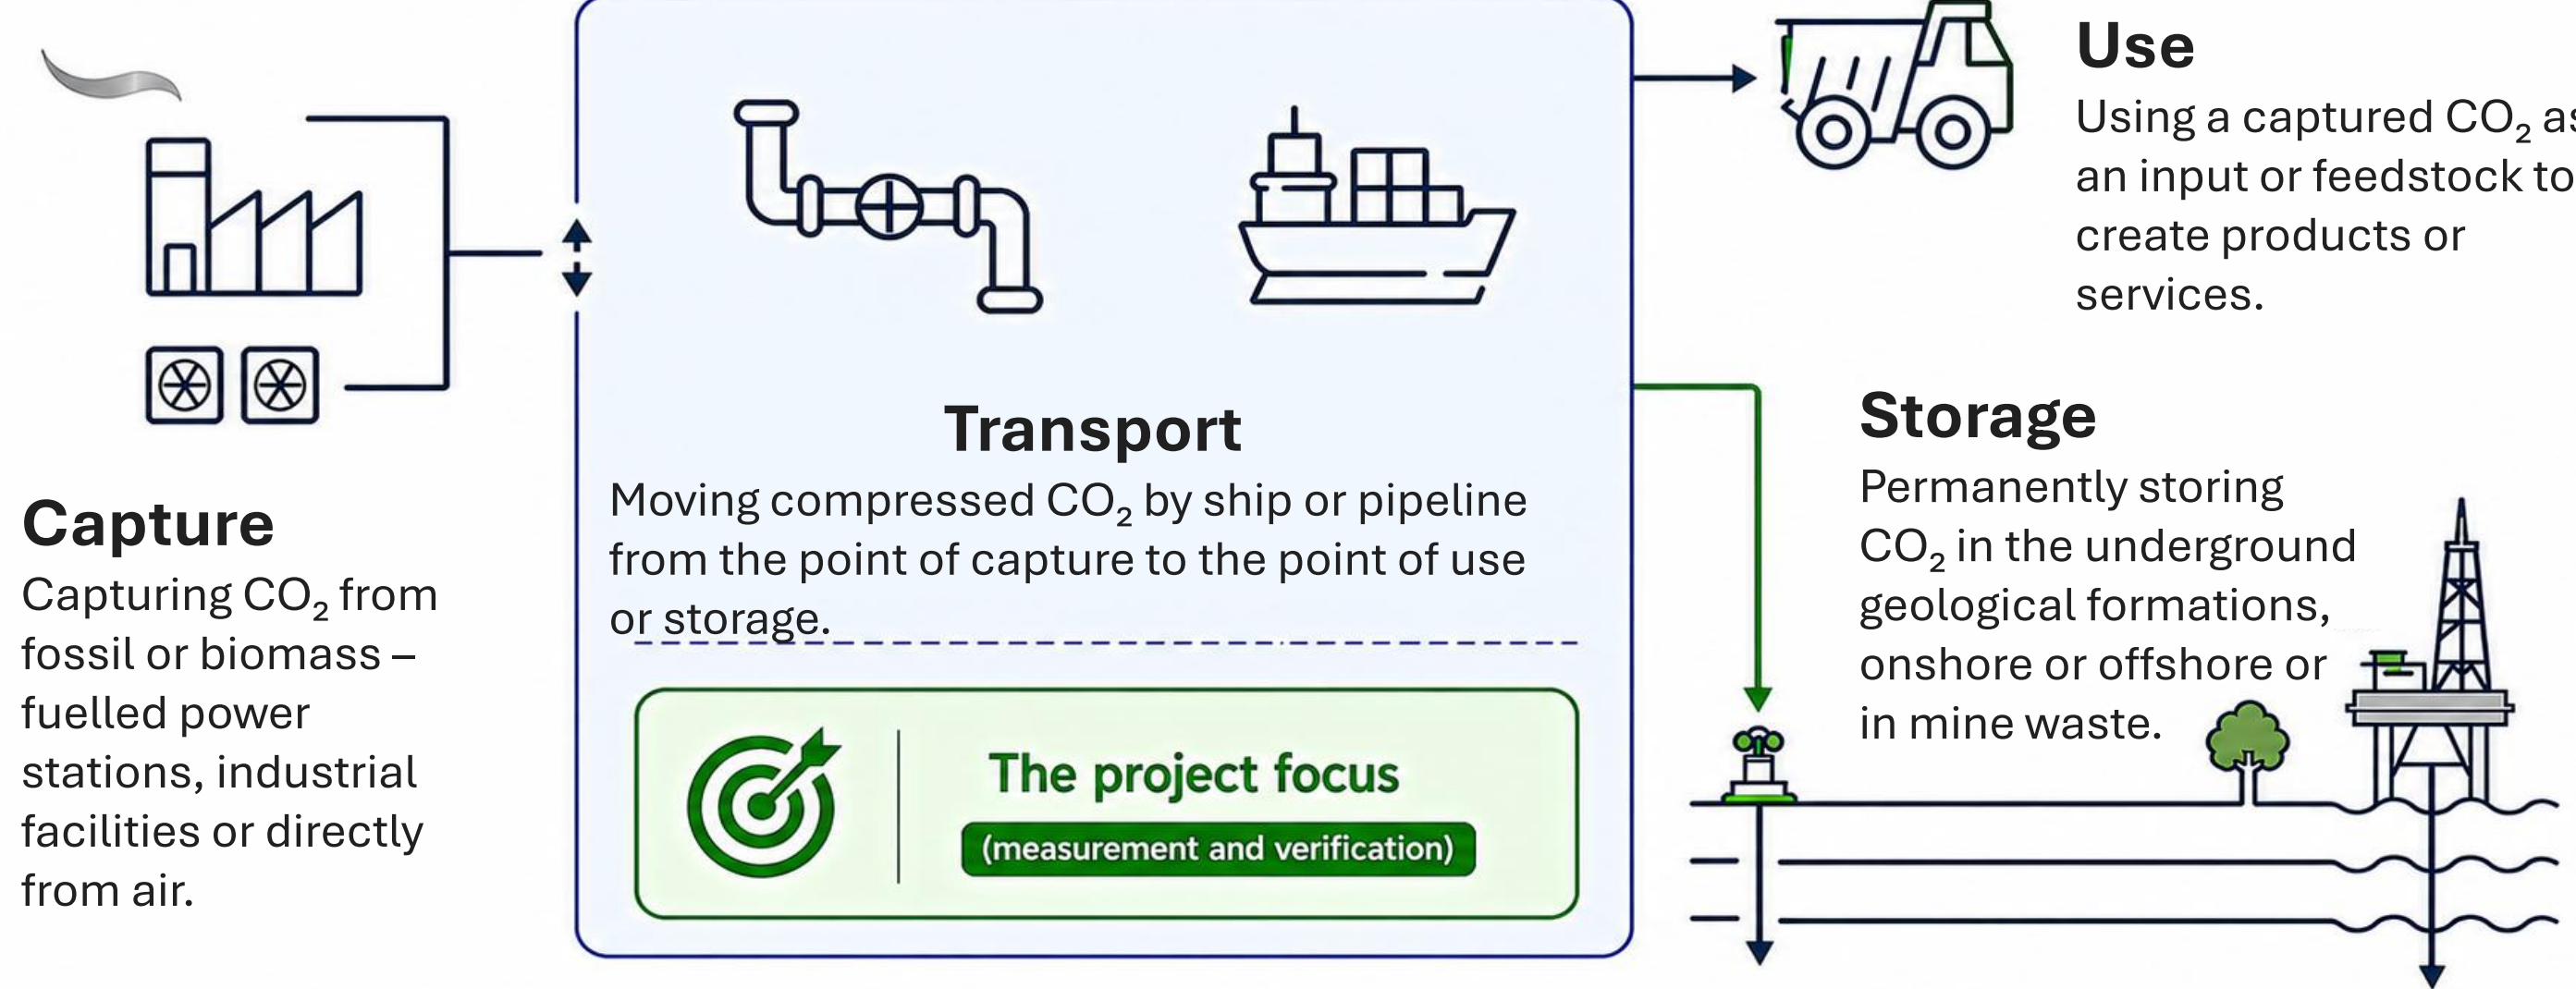 Capture
Capturing CO₂ from
fossil or biomass –
fuelled power
stations, industrial
facilities or directly
from air.
Transport
Moving compressed CO₂ by ship or pipeline
from the point of capture to the point of use
or storage.
The project focus
(measurement and verification)
Use
Using a captured CO₂ as
an input or feedstock to
create products or
services.
Storage
Permanently storing
CO₂ in the underground
geological formations,
onshore or offshore or
in mine waste.